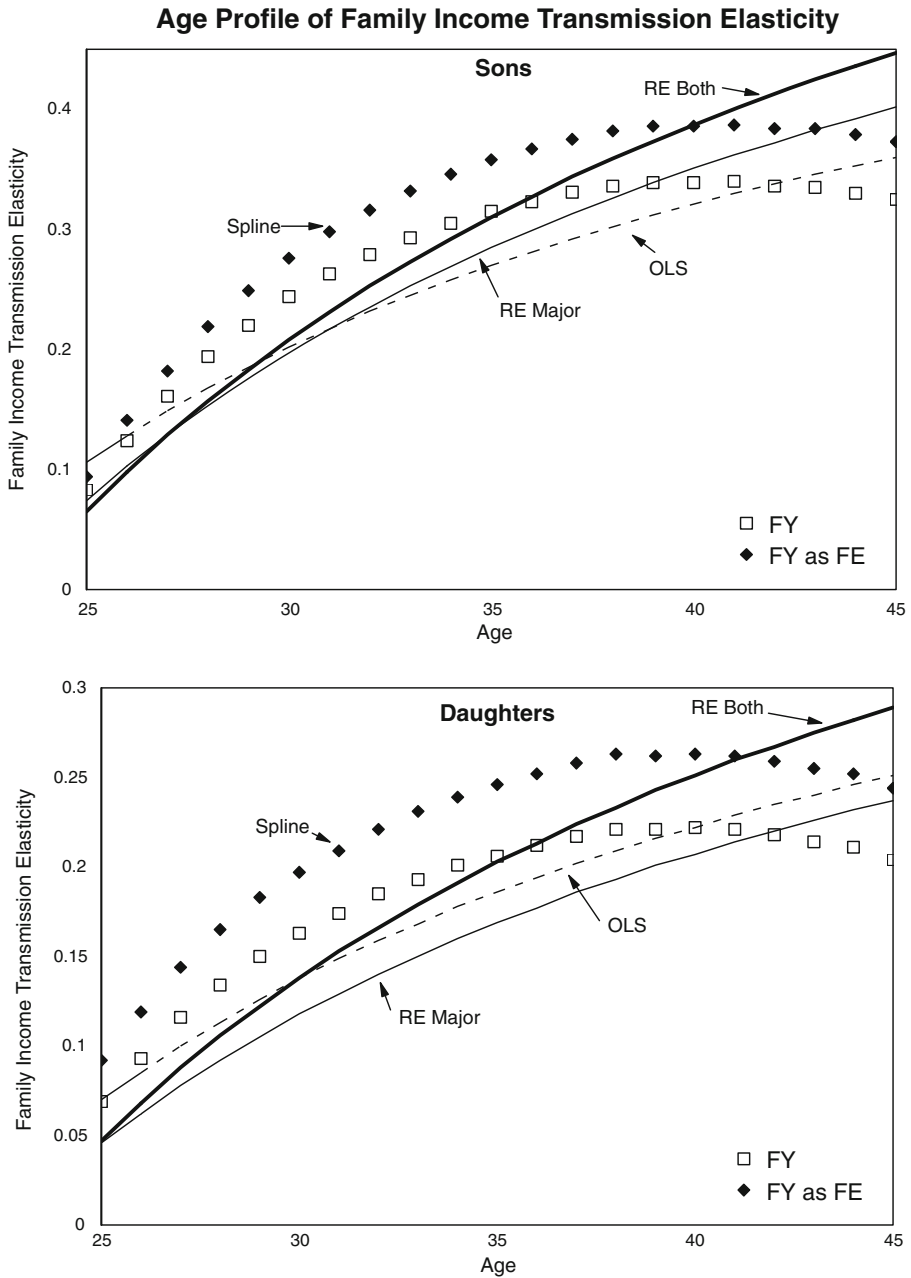 Age Profile of Family Income Transmission Elasticity
Sons
RE Both
0.4
Spline
0.3
OLS
RE Major
0.2
0.1
FY
FY as FE
0
25 30 35 40 45
Age
Family Income Transmission Elasticity
0.3
Daughters
RE Both
0.25
Spline
0.2
OLS
0.15
RE Major
0.1
0.05
FY
FY as FE
0
25 30 35 40 45
Age
Family Income Transmission Elasticity